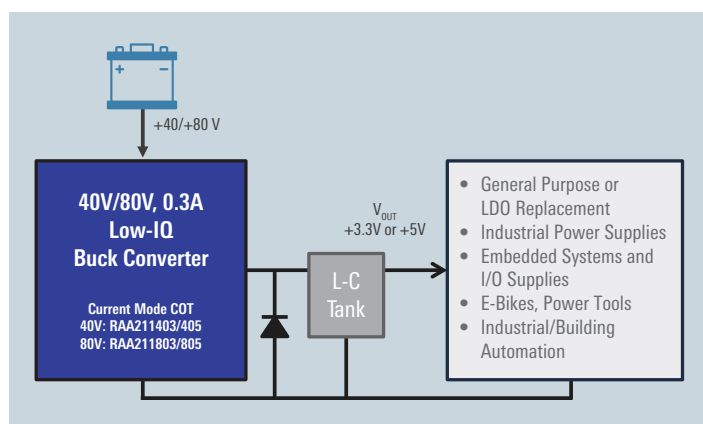 + -
+40/+80 V
40V/80V, 0.3A
Low-IQ
Buck Converter
Current Mode COT
40V: RAA211403/405
80V: RAA211803/805
VOUT
+3.3V or +5V
L-C
Tank
• General Purpose or
LDO Replacement
• Industrial Power Supplies
• Embedded Systems and
I/O Supplies
• E-Bikes, Power Tools
• Industrial/Building
Automation